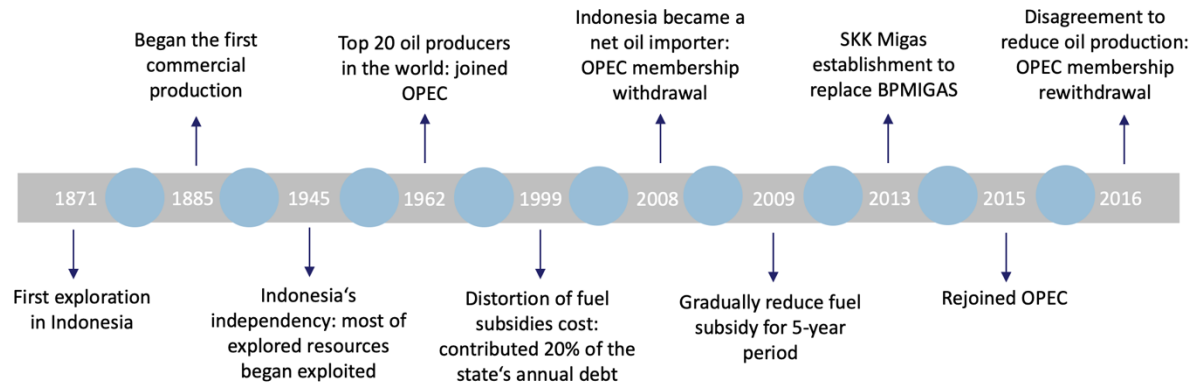 Began the first
commercial
production
Top 20 oil producers
in the world: joined
OPEC
Indonesia became a
net oil importer:
OPEC membership
withdrawal
SKK Migas
establishment to
replace BPMIGAS
Disagreement to
reduce oil production:
OPEC membership
rewithdrawal
1871
1885
1945
1962
1999
2008
2009
2013
2015
2016
First exploration
in Indonesia
Indonesia‘s
independency: most of
explored resources
began exploited
Distortion of fuel
subsidies cost:
contributed 20% of the
state‘s annual debt
Gradually reduce fuel
subsidy for 5-year
period
Rejoined OPEC